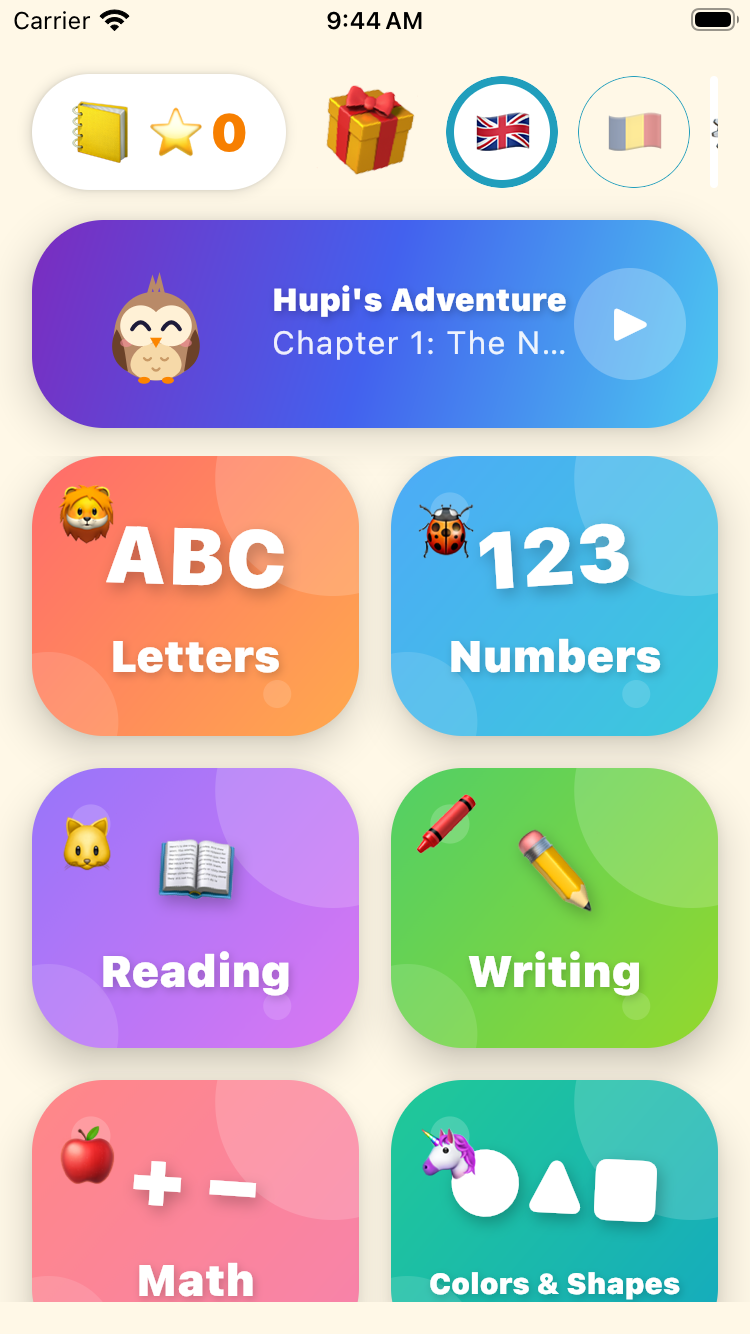 Carrier
9:44 AM
0
Hupi's Adventure
Chapter 1: The N...
ABC
Letters
123
Numbers
Reading
Writing
+ −
Math
Colors & Shapes